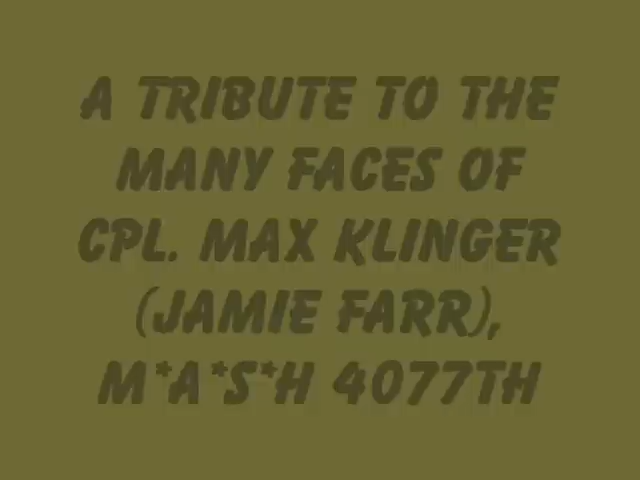 A TRIBUTE TO THE
MANY FACES OF
CPL. MAX KLINGER
(JAMIE FARR),
M*A*S*H 4077TH